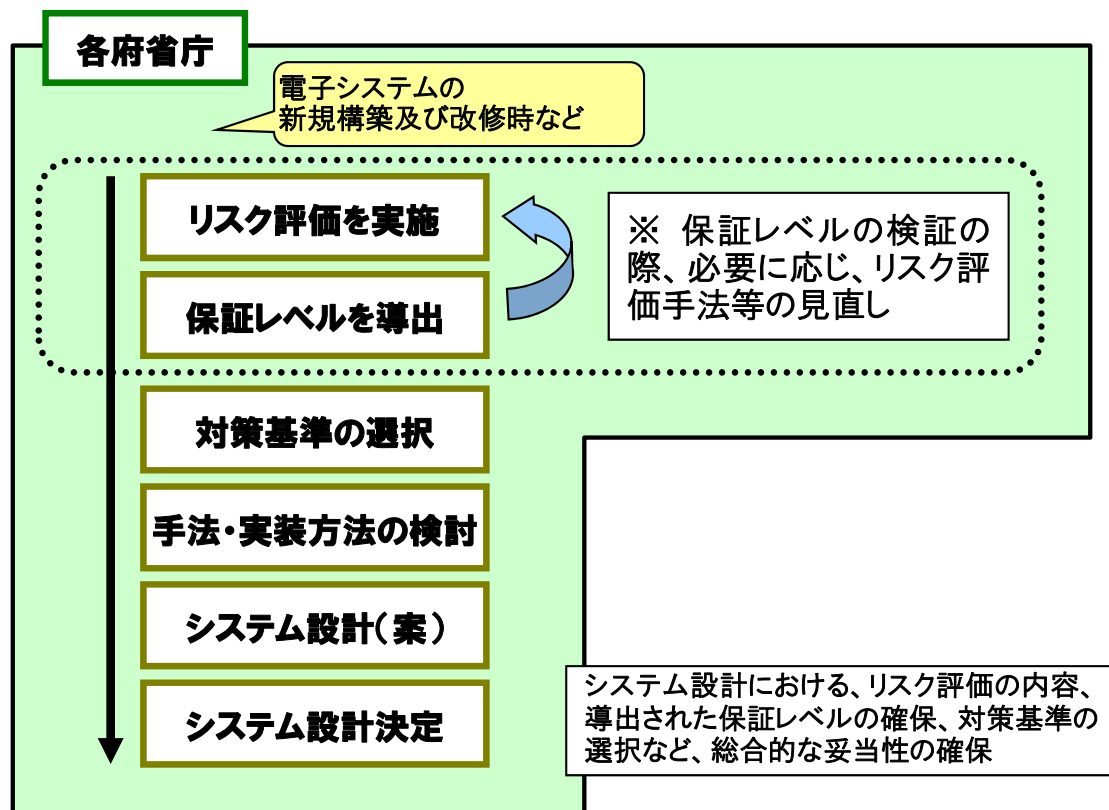 各府省庁
電子システムの
新規構築及び改修時など
リスク評価を実施
保証レベルを導出
※ 保証レベルの検証の
際、必要に応じ、リスク評
価手法等の見直し
対策基準の選択
手法・実装方法の検討
システム設計(案)
システム設計決定
システム設計における、リスク評価の内容、
導出された保証レベルの確保、対策基準の
選択など、総合的な妥当性の確保